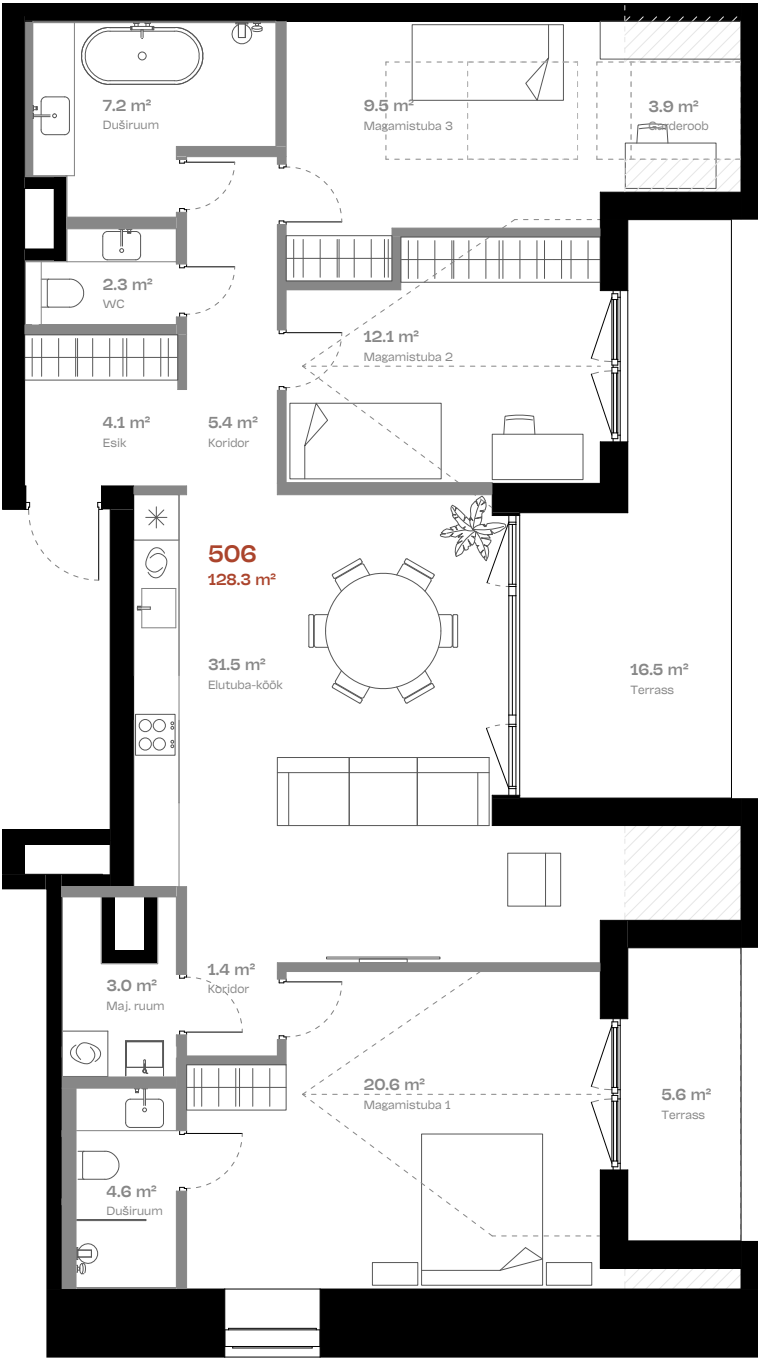 7.2 m²
Duširuum
9.5 m²
Magamistuba 3
3.9 m²
Garderoob
2.3 m²
WC
12.1 m²
Magamistuba 2
4.1 m²
Esik
5.4 m²
Koridor
506
128.3 m²
31.5 m²
Elutuba-köök
16.5 m²
Terrass
3.0 m²
Maj. ruum
1.4 m²
Koridor
20.6 m²
Magamistuba 1
5.6 m²
Terrass
4.6 m²
Duširuum